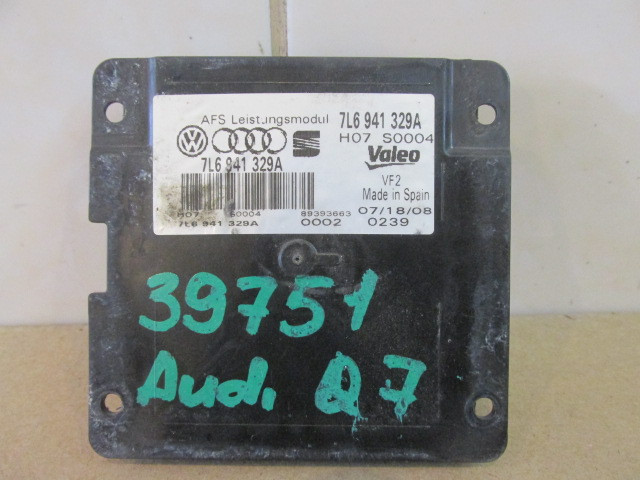 AFS Leistungsmodul 7L6 941 329A
H07 S0004
7L6 941 329A
Valeo
VF2
Made in Spain
H07 S0004 89393663
07/18/08
7L6 941 329A 0002 0239
39751
Audi Q7